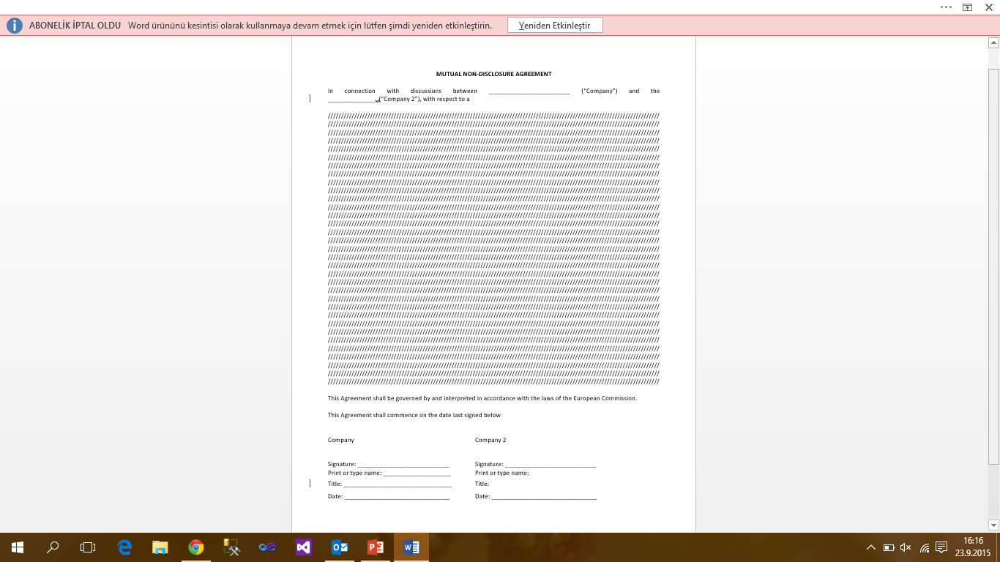 ABONELİK İPTAL OLDU Word ürününü kesintisi olarak kullanmaya devam etmek için lütfen şimdi yeniden etkinleştirin. Yeniden Etkinleştir
MUTUAL NON-DISCLOSURE AGREEMENT
In connection with discussions between ________________________ (“Company”) and the
_______________(“Company 2”), with respect to a
This Agreement shall be governed by and interpreted in accordance with the laws of the European Commission.
This Agreement shall commence on the date last signed below
Company Company 2
Signature: ___________________________ Signature: ___________________________
Print or type name: ____________________ Print or type name:
Title: ________________________________ Title:
Date: _______________________________ Date: _______________________________
16:16
23.9.2015